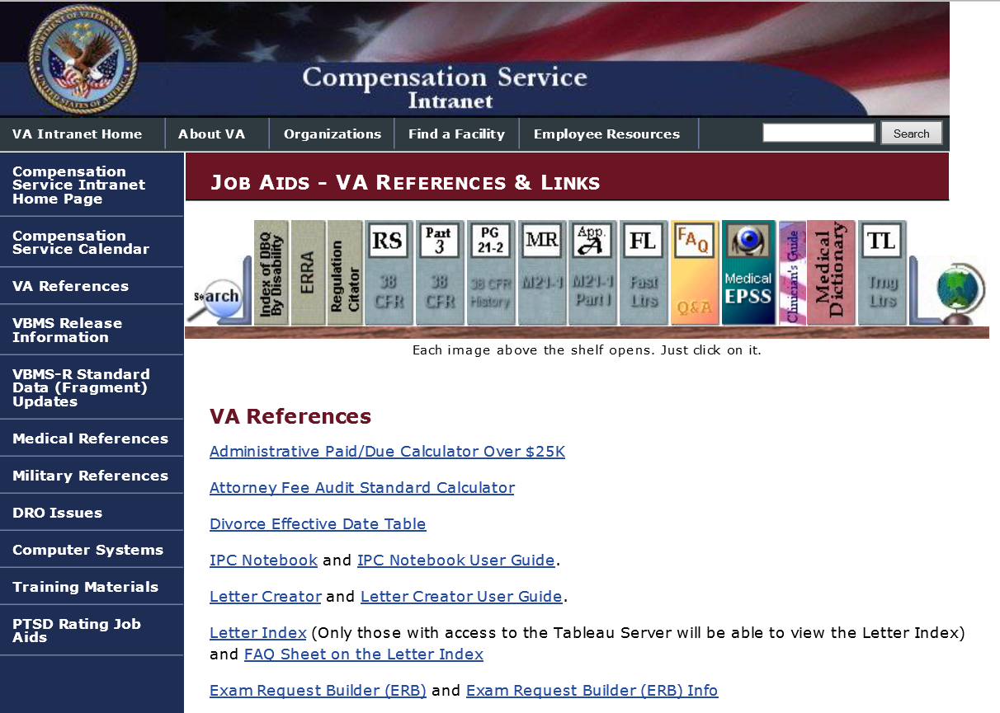 DEPARTMENT OF VETERANS AFFAIRS
UNITED STATES OF AMERICA
Compensation Service
Intranet
VA Intranet Home
About VA
Organizations
Find a Facility
Employee Resources
Search
Compensation
Service Intranet
Home Page
Compensation
Service Calendar
VA References
VBMS Release
Information
VBMS-R Standard
Data (Fragment)
Updates
Medical References
Military References
DRO Issues
Computer Systems
Training Materials
PTSD Rating Job
Aids
JOB AIDS - VA REFERENCES & LINKS
Search
Index of DBQ
By Disability
ERRA
Regulation
Citator
RS
38
CFR
Part
3
38
CFR
PG
21-2
38 CFR
History
MR
M21-1
App.
A
M21-1
Part I
FL
Fast
Ltrs
FAQ
Q&A
Medical
EPSS
Clinician's Guide
Medical
Dictionary
TL
Trng
Ltrs
Each image above the shelf opens. Just click on it.
VA References
Administrative Paid/Due Calculator Over $25K
Attorney Fee Audit Standard Calculator
Divorce Effective Date Table
IPC Notebook and IPC Notebook User Guide.
Letter Creator and Letter Creator User Guide.
Letter Index (Only those with access to the Tableau Server will be able to view the Letter Index)
and FAQ Sheet on the Letter Index
Exam Request Builder (ERB) and Exam Request Builder (ERB) Info